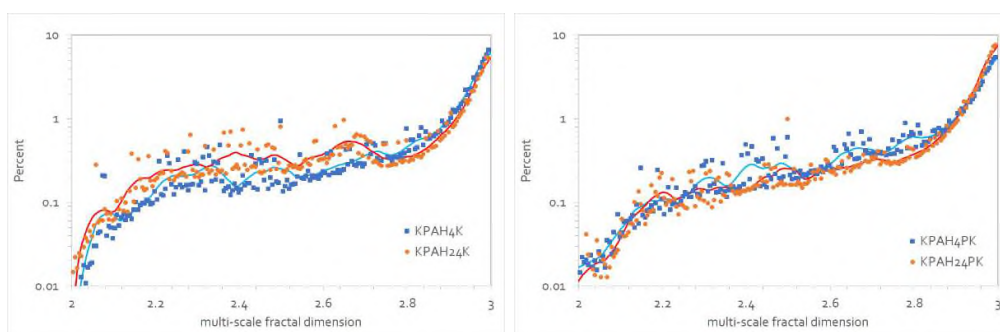 10
1
0.1
0.01
Percent
2
2.2
2.4
2.6
2.8
3
multi-scale fractal dimension
KPAH4K
KPAH24K
10
1
0.1
0.01
Percent
2
2.2
2.4
2.6
2.8
3
multi-scale fractal dimension
KPAH4PK
KPAH24PK